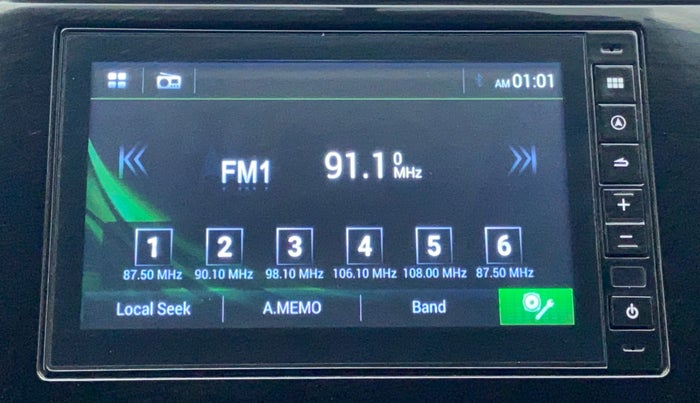 AM 01:01
FM1 91.10 MHz
1 2 3 4 5 6
87.50 MHz 90.10 MHz 98.10 MHz 106.10 MHz 108.00 MHz 87.50 MHz
Local Seek A.MEMO Band